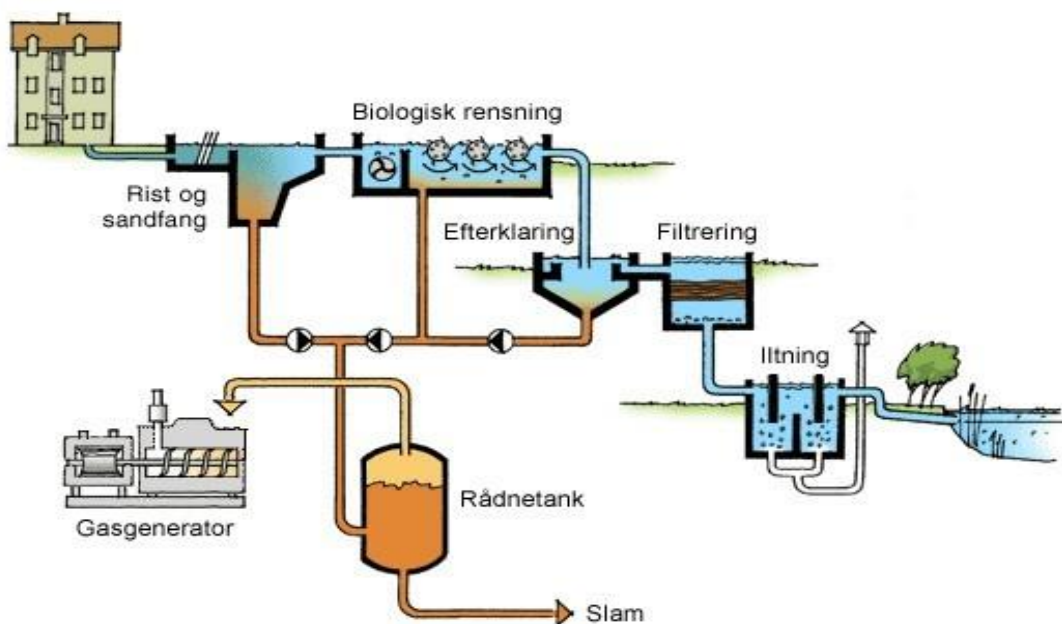 Biologisk rensning
Rist og
sandfang
Efterklaring
Filtrering
Iltning
Rådnetank
Gasgenerator
Slam